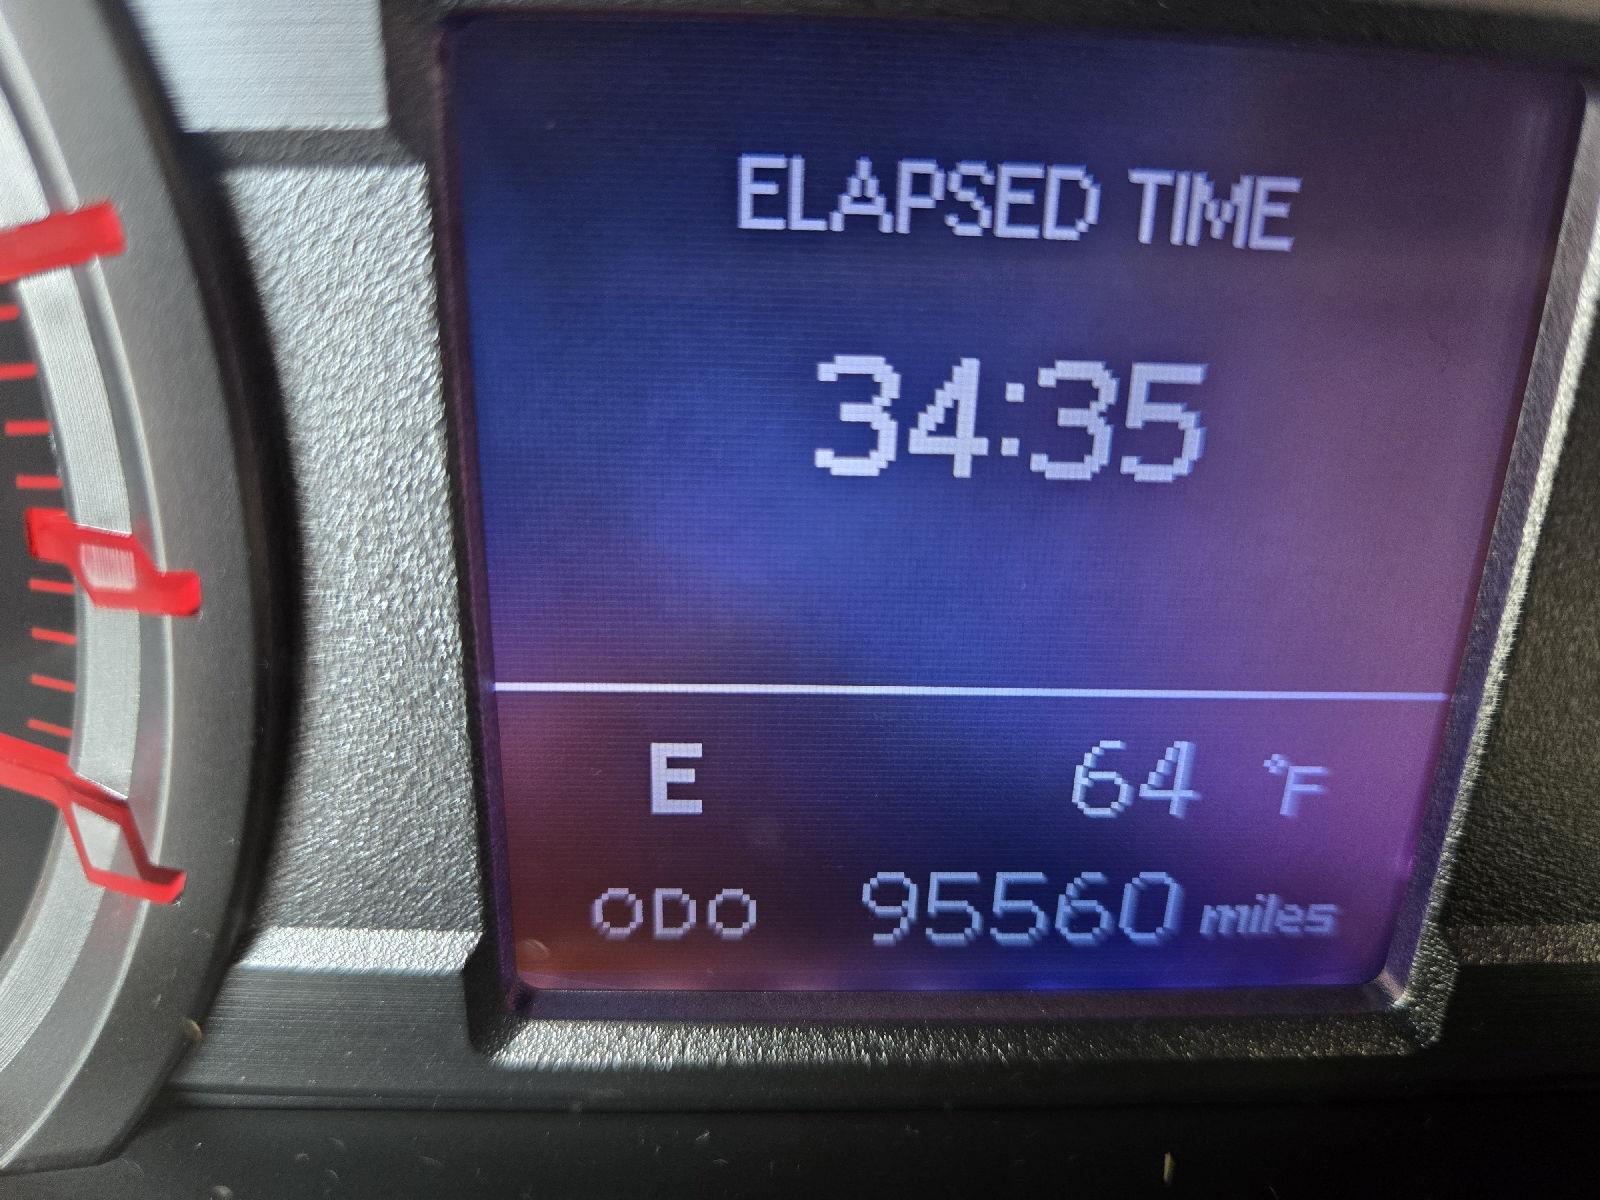 ELAPSED TIME
34:35
E 64 °F
ODO 95560 miles